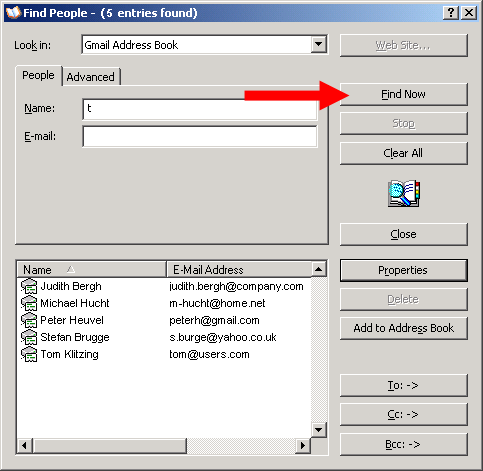 Find People - (5 entries found)
Look in: Gmail Address Book Web Site...
People Advanced
Name: t
E-mail:
Find Now
Stop
Clear All
Close
Properties
Delete
Add to Address Book
To: ->
Cc: ->
Bcc: ->
Name E-Mail Address
Judith Bergh judith.bergh@company.com
Michael Hucht m-hucht@home.net
Peter Heuvel peterh@gmail.com
Stefan Brugge s.burge@yahoo.co.uk
Tom Klitzing tom@users.com